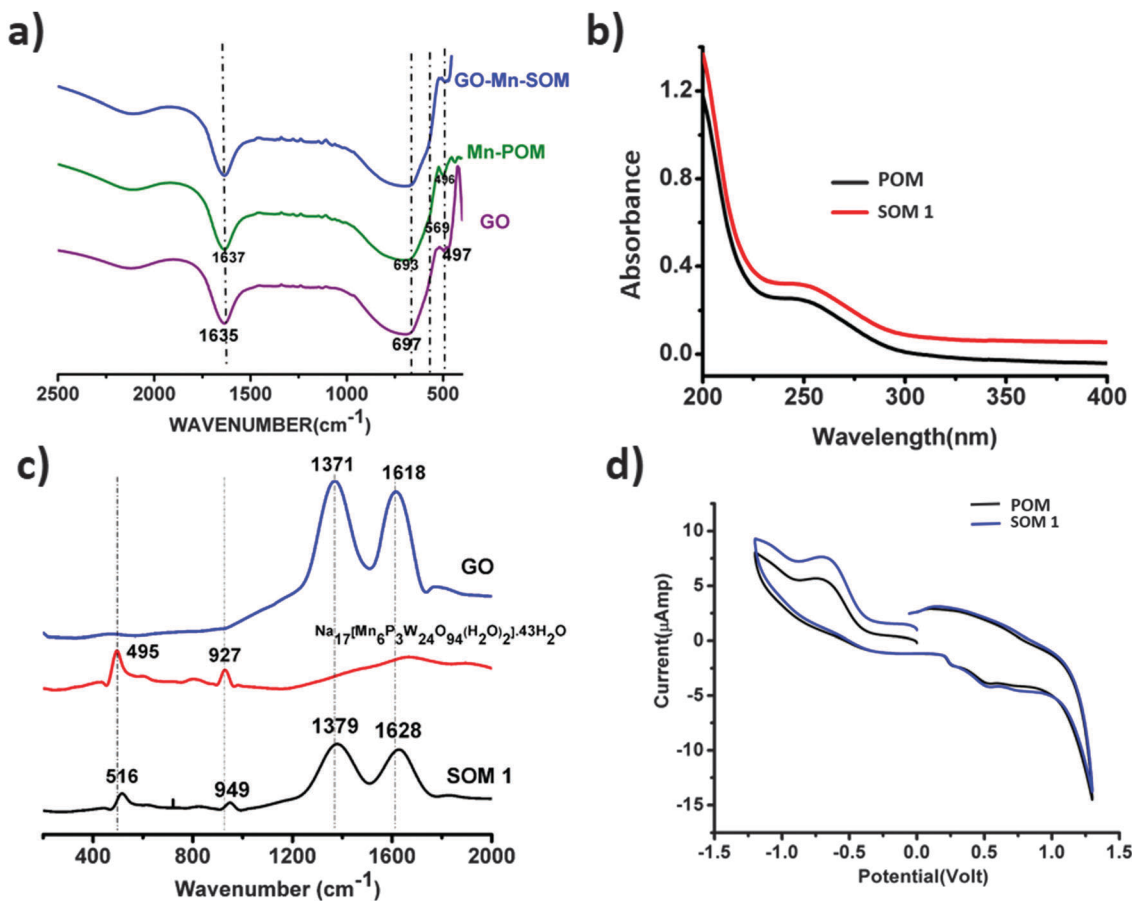 a)
GO-Mn-SOM
Mn-POM
496
1637
693
569
GO
497
1635
697
2500 2000 1500 1000 500
WAVENUMBER(cm⁻¹)
b)
1.2
0.8
0.4
0.0
Absorbance
POM
SOM 1
200 250 300 350 400
Wavelength(nm)
c)
1371 1618
GO
Na₁₇[Mn₆P₃W₂₄O₉₄(H₂O)₂].43H₂O
495 927
1379 1628
516 949
SOM 1
400 800 1200 1600 2000
Wavenumber (cm⁻¹)
d)
POM
SOM 1
10
5
0
-5
-10
-15
Currrent(μAmp)
-1.5 -1.0 -0.5 0.0 0.5 1.0 1.5
Potential(Volt)